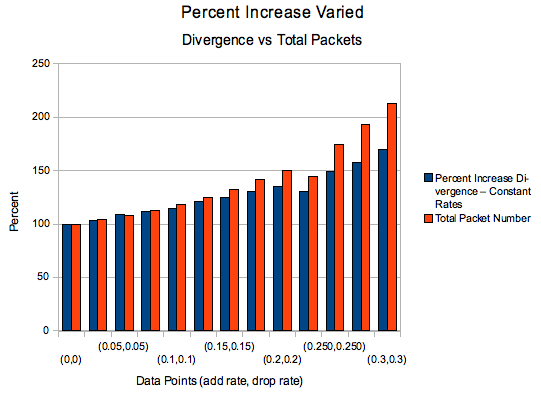 Percent Increase Varied
Divergence vs Total Packets
250
200
150
100
50
0
Percent
(0,0)
(0.05,0.05)
(0.1,0.1)
(0.15,0.15)
(0.2,0.2)
(0.250,0.250)
(0.3,0.3)
Data Points (add rate, drop rate)
Percent Increase Di-
vergence – Constant
Rates
Total Packet Number